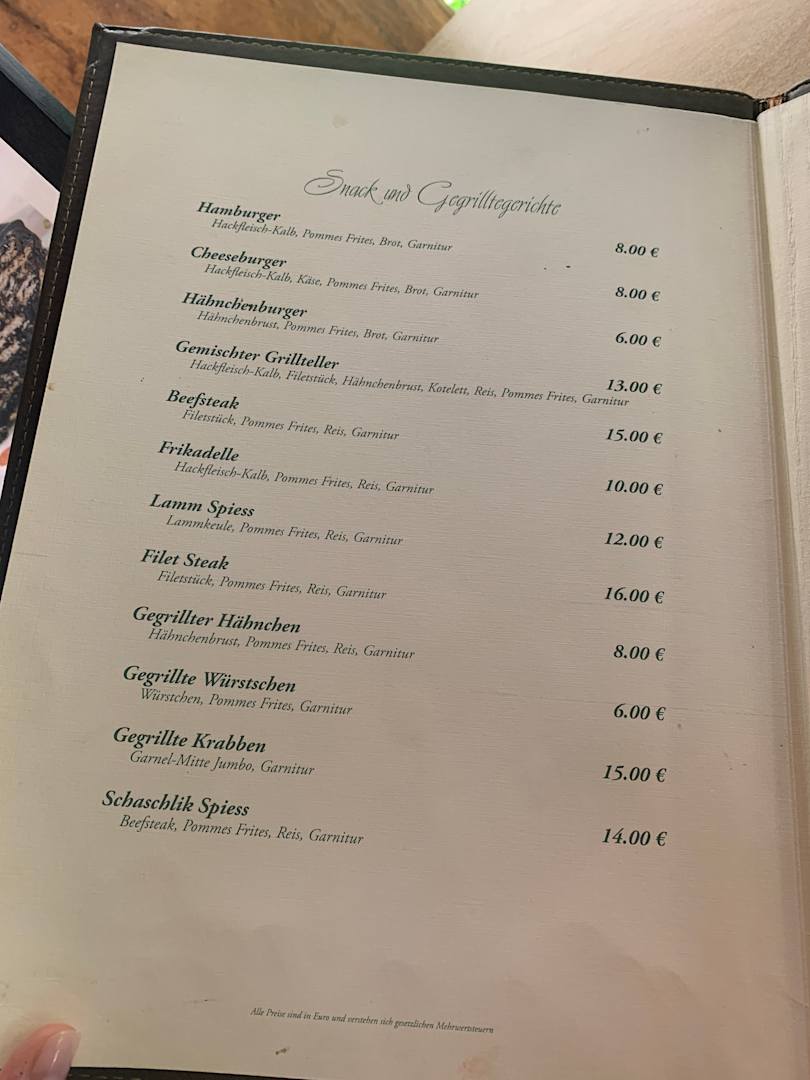 Snack und Gegrilltegerichte
Hamburger
Hackfleisch-Kalb, Pommes Frites, Brot, Garnitur
8.00 €
Cheeseburger
Hackfleisch-Kalb, Käse, Pommes Frites, Brot, Garnitur
8.00 €
Hähnchenburger
Hähnchenbrust, Pommes Frites, Brot, Garnitur
6.00 €
Gemischter Grillteller
Hackfleisch-Kalb, Filetstück, Hähnchenbrust, Kotelett, Reis, Pommes Frites, Garnitur
13.00 €
Beefsteak
Filetstück, Pommes Frites, Reis, Garnitur
15.00 €
Frikadelle
Hackfleisch-Kalb, Pommes Frites, Reis, Garnitur
10.00 €
Lamm Spiess
Lammkeule, Pommes Frites, Reis, Garnitur
12.00 €
Filet Steak
Filetstück, Pommes Frites, Reis, Garnitur
16.00 €
Gegrillter Hähnchen
Hähnchenbrust, Pommes Frites, Reis, Garnitur
8.00 €
Gegrillte Würstschen
Würstchen, Pommes Frites, Garnitur
6.00 €
Gegrillte Krabben
Garnel-Mitte Jumbo, Garnitur
15.00 €
Schaschlik Spiess
Beefsteak, Pommes Frites, Reis, Garnitur
14.00 €
Alle Preise sind in Euro und verstehen sich gesetzlichen Mehrwertsteuern